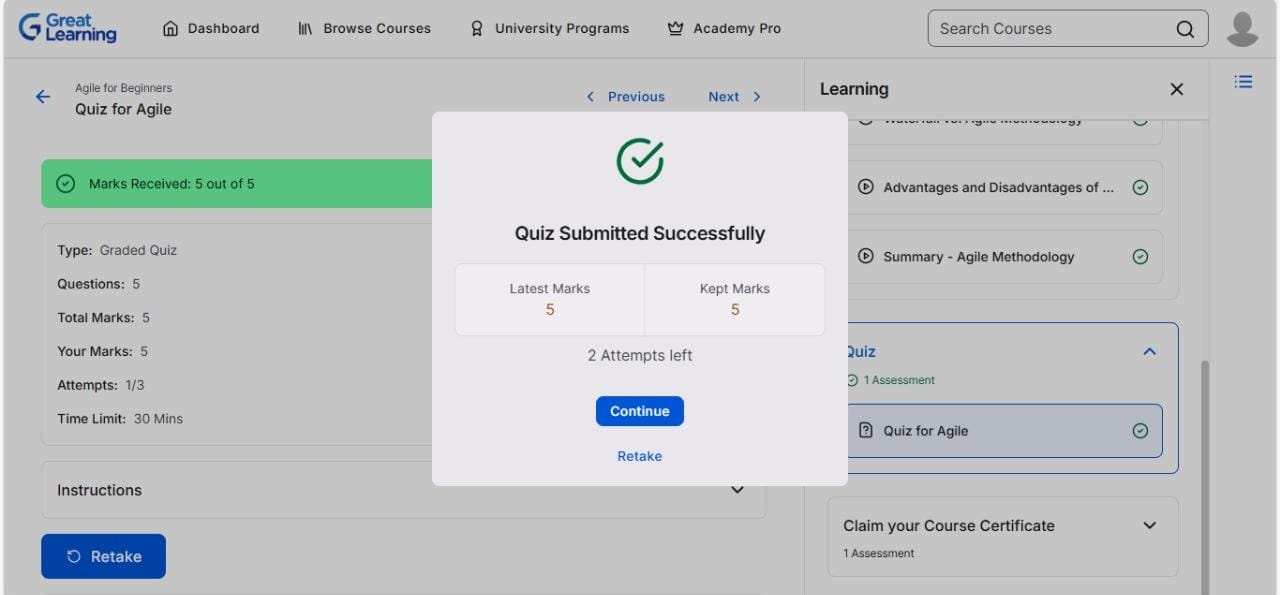 Great Learning
Dashboard
Browse Courses
University Programs
Academy Pro
Search Courses
Agile for Beginners
Quiz for Agile
Previous
Next
Marks Received: 5 out of 5
Type: Graded Quiz
Questions: 5
Total Marks: 5
Your Marks: 5
Attempts: 1/3
Time Limit: 30 Mins
Instructions
Retake
Quiz Submitted Successfully
Latest Marks
5
Kept Marks
5
2 Attempts left
Continue
Retake
Learning
Waterfall vs. Agile Methodology
Advantages and Disadvantages of ...
Summary - Agile Methodology
Quiz
1 Assessment
Quiz for Agile
Claim your Course Certificate
1 Assessment